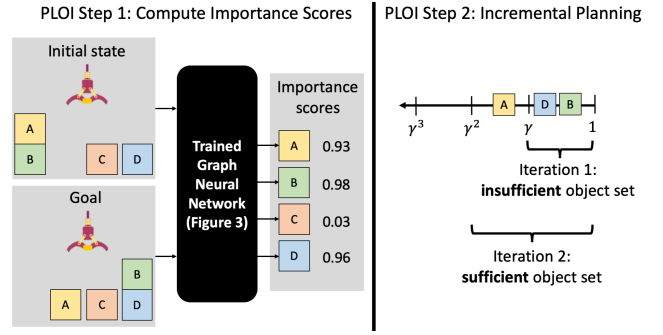 PLOI Step 1: Compute Importance Scores
Initial state
A
B
C
D
Goal
B
A
C
D
Trained
Graph
Neural
Network
(Figure 3)
Importance
scores
A 0.93
B 0.98
C 0.03
D 0.96
PLOI Step 2: Incremental Planning
A D B
γ³ γ² γ 1
Iteration 1:
insufficient object set
Iteration 2:
sufficient object set